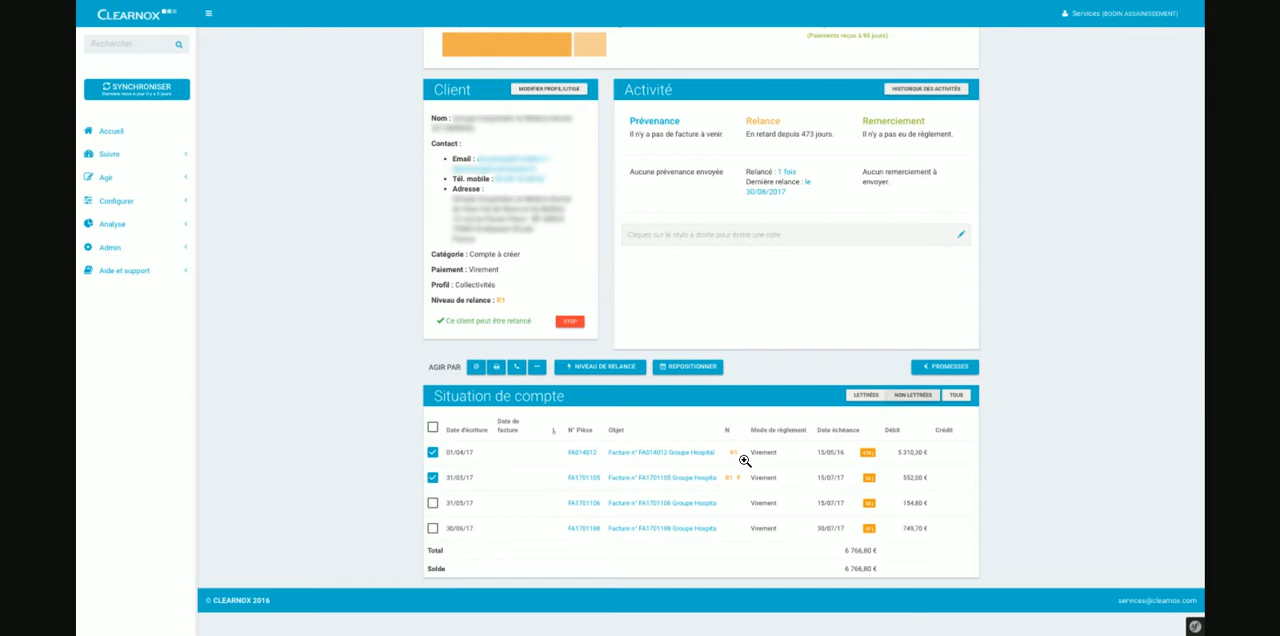 CLEARNOX
Services (BODIN ASSAINISSEMENT)
Rechercher...
SYNCHRONISER
Dernière mise à jour il y a 5 jours
Accueil
Suivre
Agir
Configurer
Analyse
Admin
Aide et support
(Paiements reçus à 90 jours)
Client
MODIFIER PROFIL/LITIGE
Nom :
Contact :
Email :
Tél. mobile :
Adresse :
Catégorie : Compte à créer
Paiement : Virement
Profil : Collectivités
Niveau de relance : R1
Ce client peut être relancé
STOP
Activité
HISTORIQUE DES ACTIVITÉS
Prévenance
Il n'y a pas de facture à venir.
Aucune prévenance envoyée
Relance
En retard depuis 473 jours.
Relancé : 1 fois
Dernière relance : le
30/08/2017
Remerciement
Il n'y a pas eu de règlement.
Aucun remerciement à
envoyer.
Cliquez sur le stylo à droite pour écrire une note
AGIR PAR
NIVEAU DE RELANCE
REPOSITIONNER
€ PROMESSES
Situation de compte
LETTRÉES NON LETTRÉES TOUS
Date d'écriture Date de facture L N° Pièce Objet N Mode de règlement Date échéance Débit Crédit
01/04/17 FA014012 Facture n° FA014012 Groupe Hospital R1 Virement 15/05/16 5 310,30 €
31/05/17 FA1701105 Facture n° FA1701105 Groupe Hospita R1 Virement 15/07/17 552,00 €
31/05/17 FA1701106 Facture n° FA1701106 Groupe Hospita Virement 15/07/17 154,80 €
30/06/17 FA1701188 Facture n° FA1701188 Groupe Hospita Virement 30/07/17 749,70 €
Total 6 766,80 €
Solde 6 766,80 €
© CLEARNOX 2016
services@clearnox.com